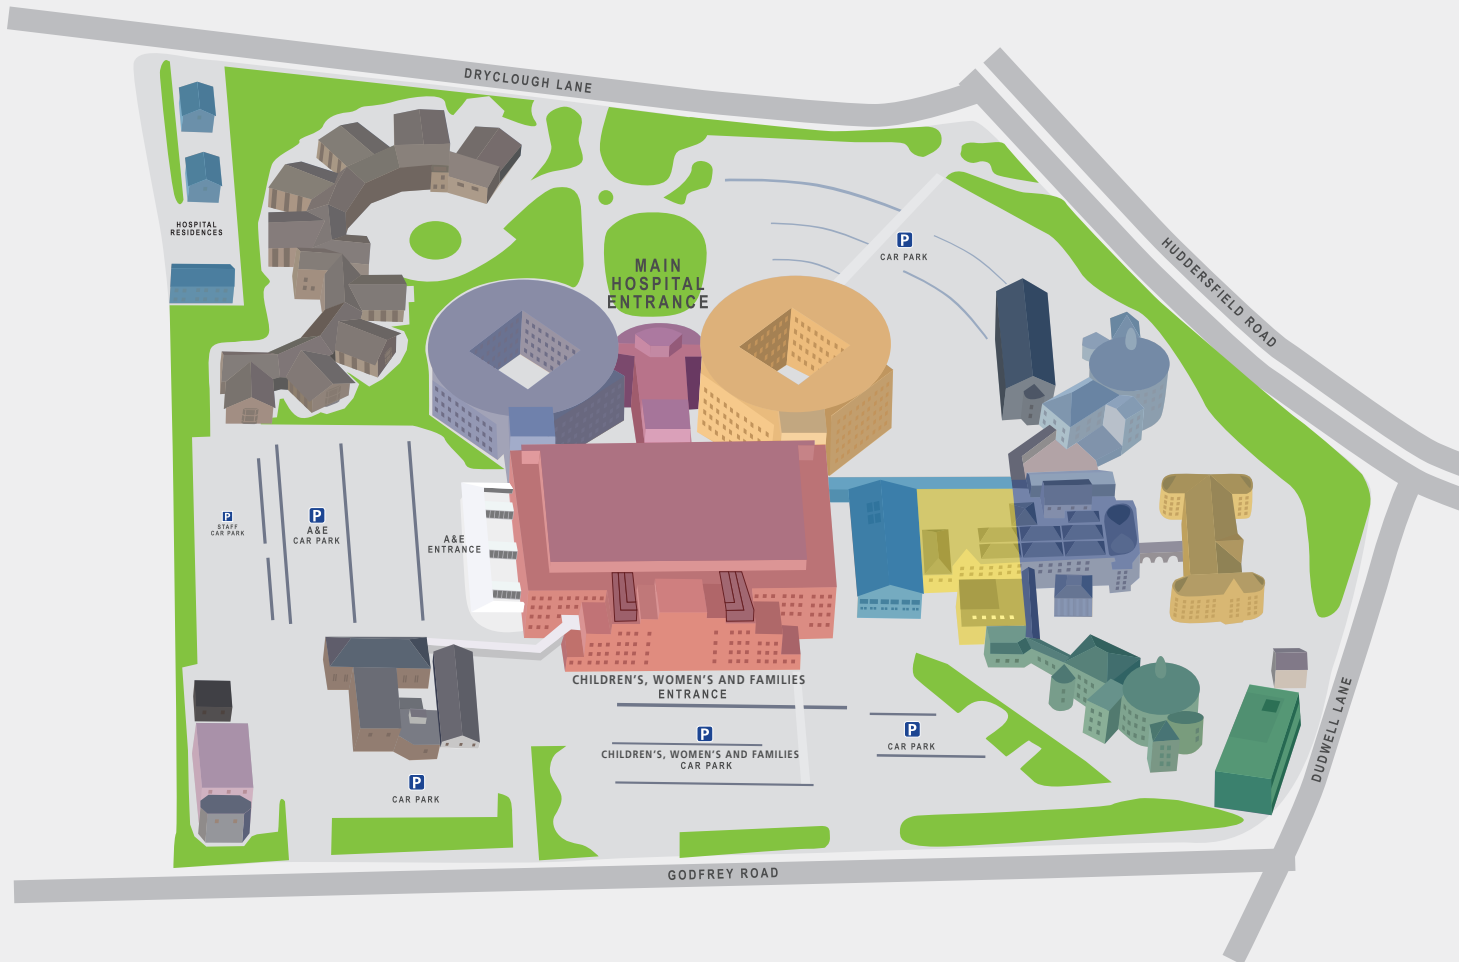 DRYCLOUGH LANE
HOSPITAL
RESIDENCES
MAIN
HOSPITAL
ENTRANCE
P
CAR PARK
HUDDERSFIELD ROAD
P
STAFF
CAR PARK
P
A&E
CAR PARK
A&E
ENTRANCE
CHILDREN'S, WOMEN'S AND FAMILIES
ENTRANCE
P
CHILDREN'S, WOMEN'S AND FAMILIES
CAR PARK
P
CAR PARK
P
CAR PARK
DUDWELL LANE
GODFREY ROAD